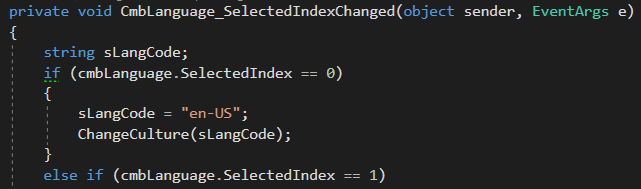 private void CmbLanguage_SelectedIndexChanged(object sender, EventArgs e)
{
string sLangCode;
if (cmbLanguage.SelectedIndex == 0)
{
sLangCode = "en-US";
ChangeCulture(sLangCode);
}
else if (cmbLanguage.SelectedIndex == 1)